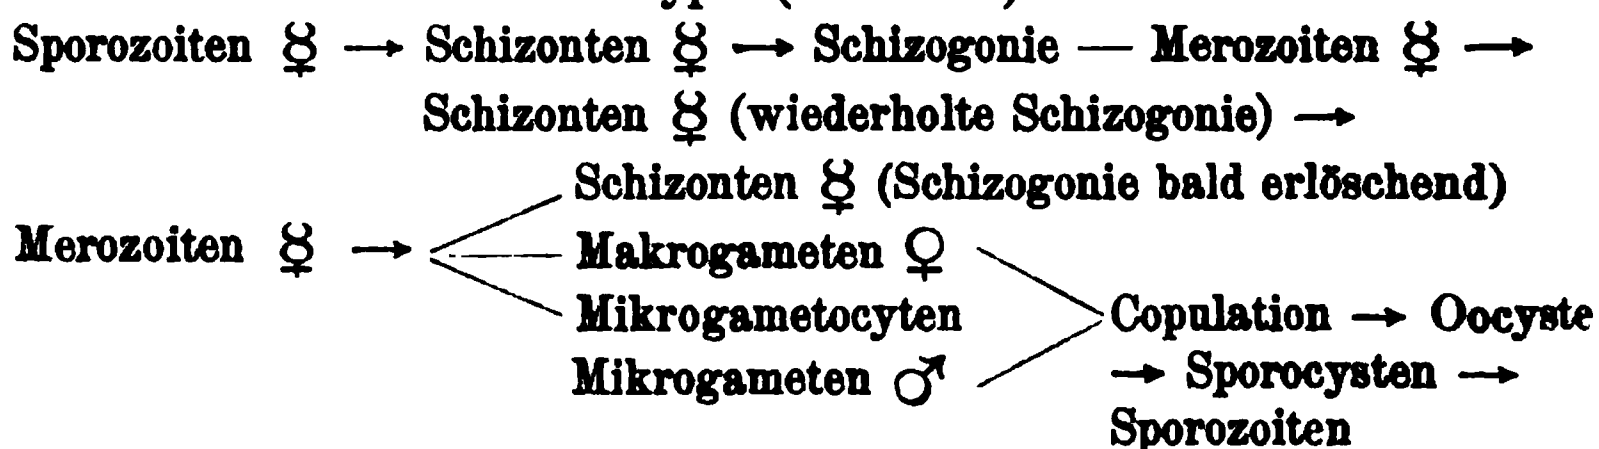 Sporozoiten ☿ → Schizonten ☿ → Schizogonie — Merozoiten ☿ →
Schizonten ☿ (wiederholte Schizogonie) →
Schizonten ☿ (Schizogonie bald erlöschend)
Merozoiten ☿ → Makrogameten ♀
Mikrogametocyten Copulation → Oocyste
Mikrogameten ♂ → Sporocysten →
Sporozoiten